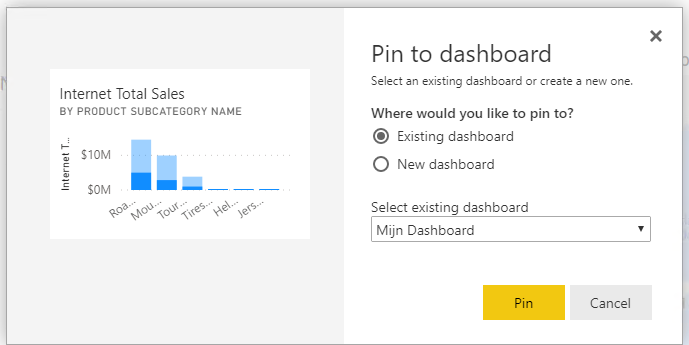 Pin to dashboard
Select an existing dashboard or create a new one.
Internet Total Sales
BY PRODUCT SUBCATEGORY NAME
Internet T...
$10M
$0M
Roa...
Mou...
Tour...
Tires...
Hel...
Jers...
Where would you like to pin to?
Existing dashboard
New dashboard
Select existing dashboard
Mijn Dashboard
Pin
Cancel